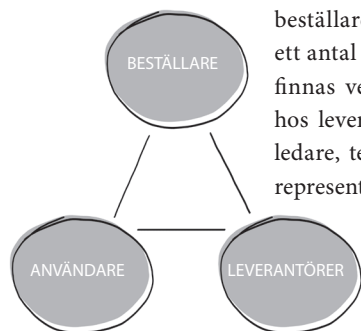 beställare
ett antal
finnas ve
hos lever
ledare, te
represent
BESTÄLLARE
ANVÄNDARE
LEVERANTÖRER